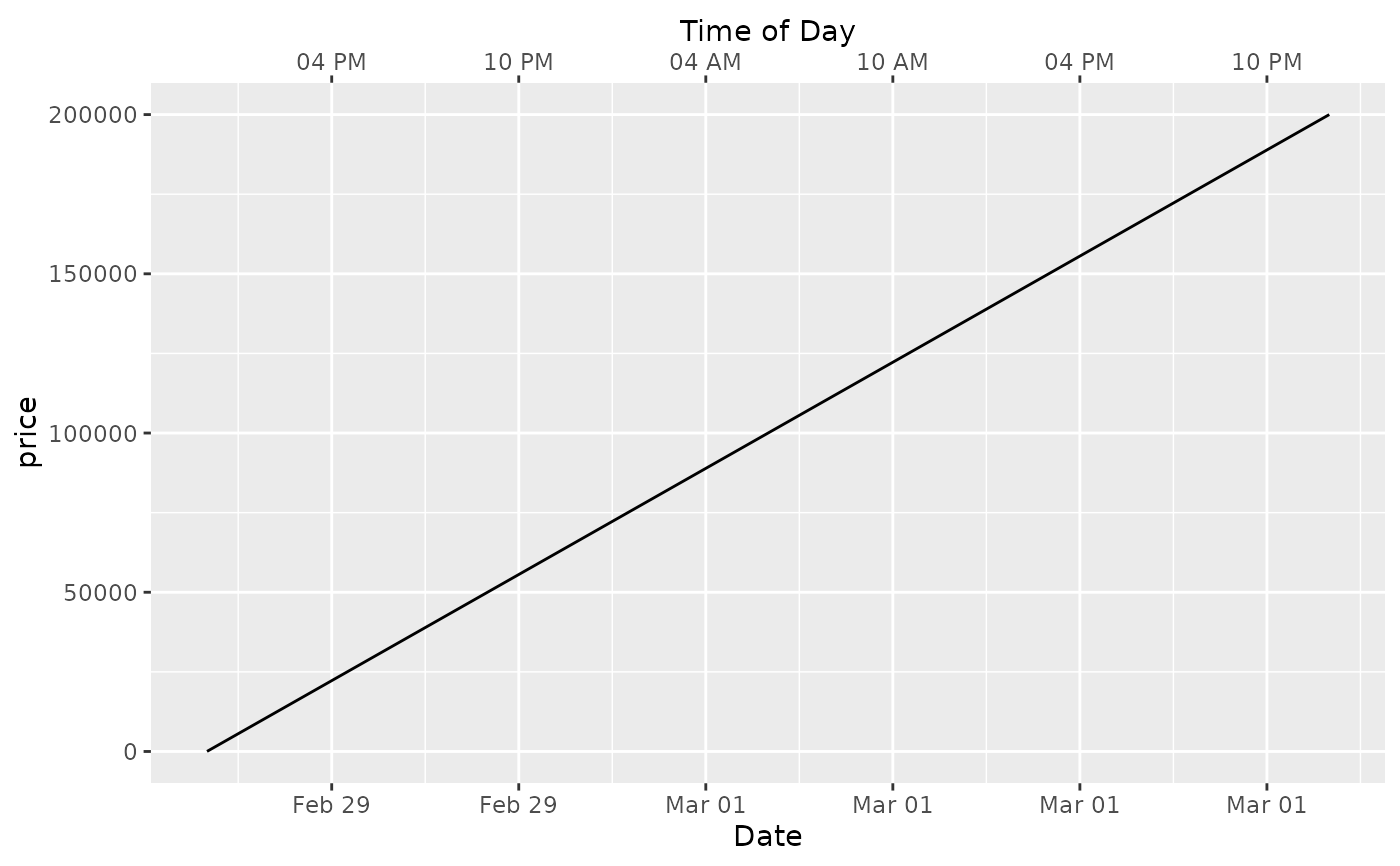 Time of Day
04 PM 10 PM 04 AM 10 AM 04 PM 10 PM
200000
150000
100000
50000
0
price
Feb 29 Feb 29 Mar 01 Mar 01 Mar 01 Mar 01
Date